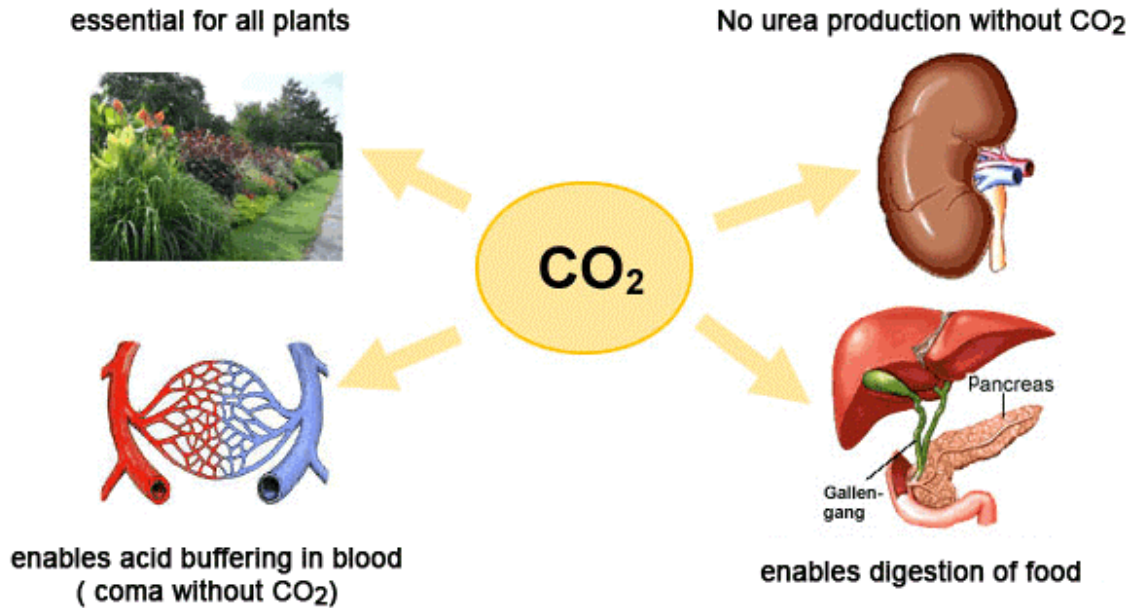 essential for all plants
No urea production without CO₂
CO₂
Pancreas
Gallen-
gang
enables acid buffering in blood
( coma without CO₂)
enables digestion of food